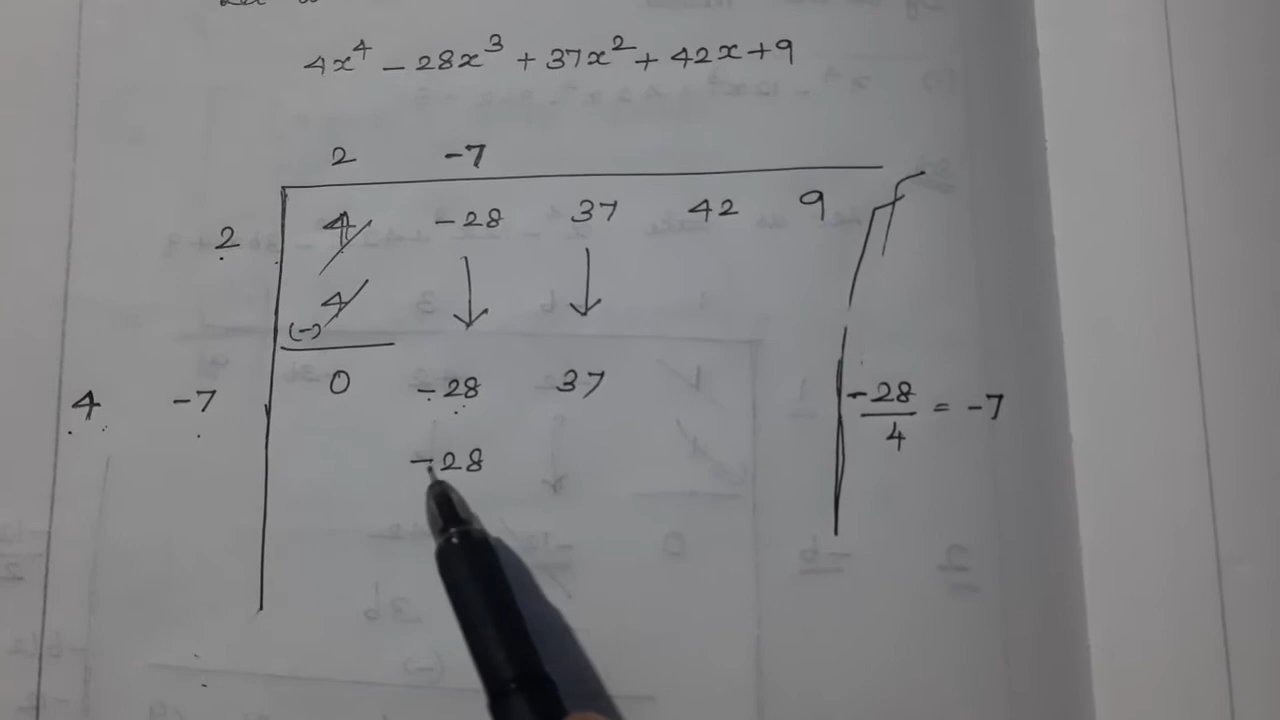 4x⁴ - 28x³ + 37x² + 42x + 9
2 -7
2 4 -28 37 42 9
4
(-)
4 -7 0 -28 37
-28/4 = -7
-28